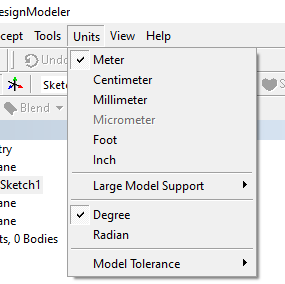 esignModeler
cept Tools Units View Help
Undo
Meter
Sketc
Centimeter
Millimeter
Blend
Micrometer
Foot
try
Inch
ane
Sketch1
Large Model Support
ane
ane
Degree
ts, 0 Bodies
Radian
Model Tolerance